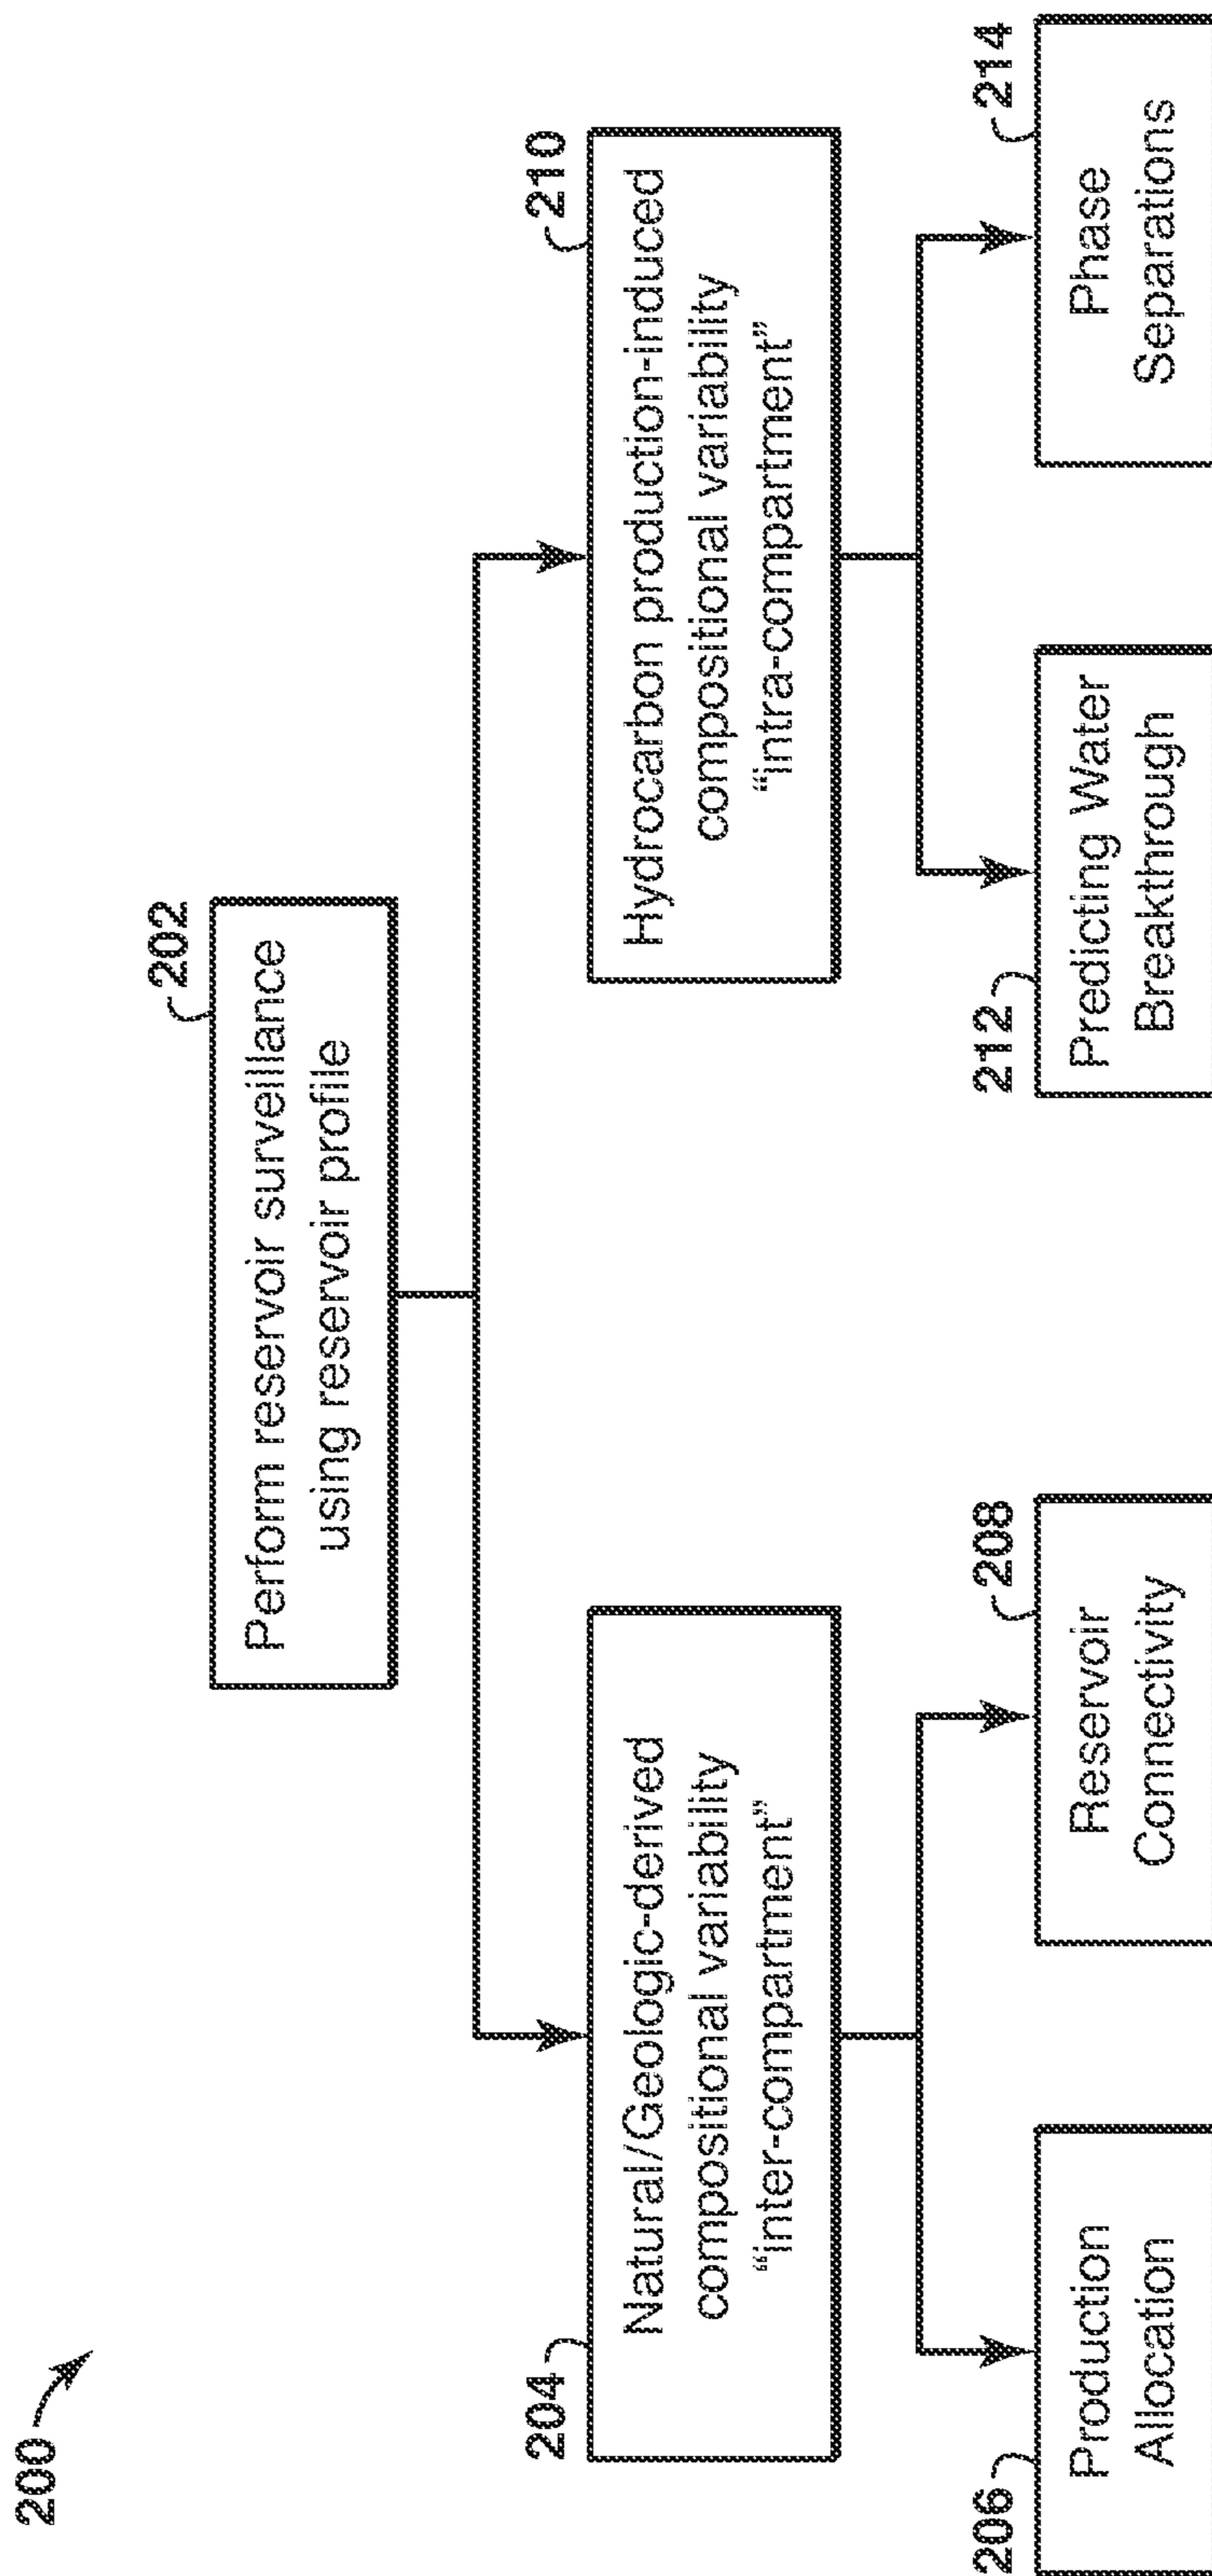 200
202
Perform reservoir surveillance
using reservoir profile
204
Natural/Geologic-derived
compositional variability
“inter-compartment”
210
Hydrocarbon production-induced
compositional variability
“intra-compartment”
206
Production
Allocation
208
Reservoir
Connectivity
212
Predicting Water
Breakthrough
214
Phase
Separations